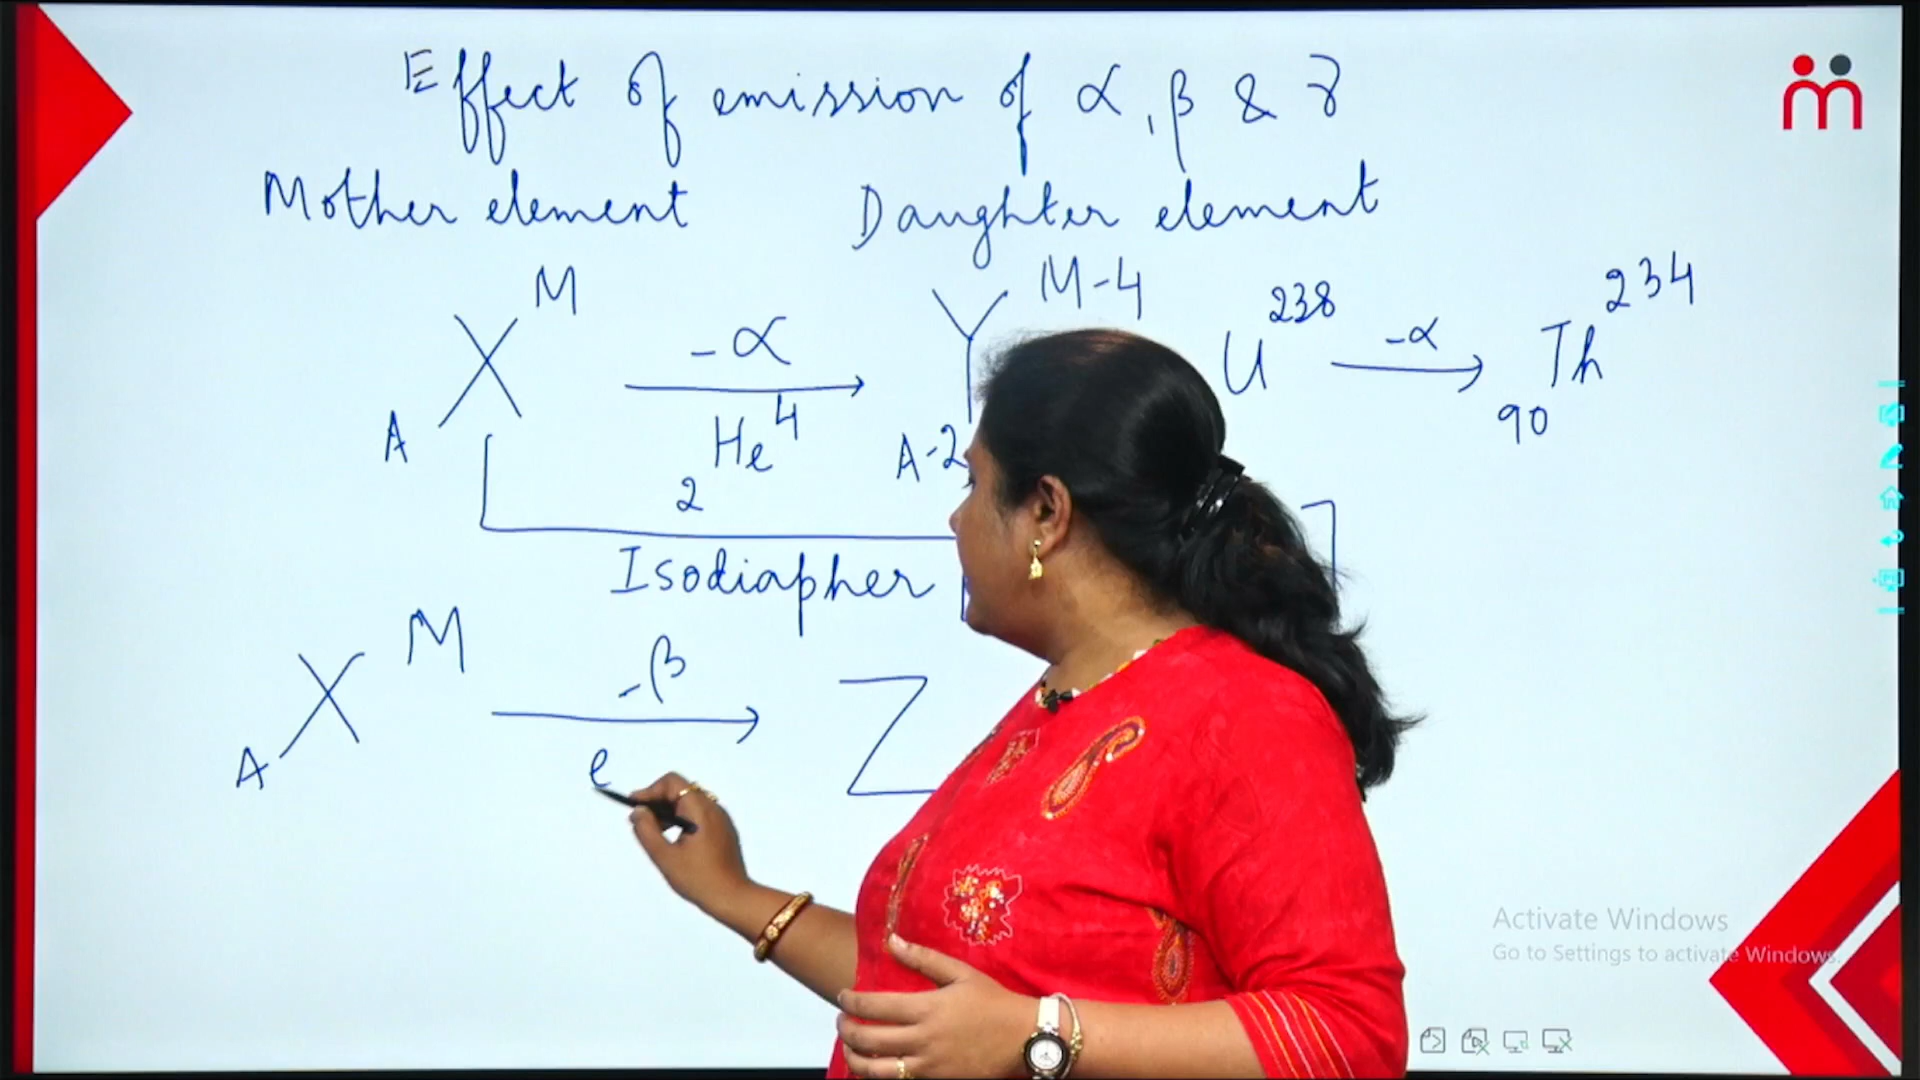 Effect of emission of α, β & γ
Mother element Daughter element
X M -α Y M-4 U 238 -α Th 234
A He 4 A-2 90
2
Isodiapher
X M -β Z
A e
Activate Windows
Go to Settings to activate Windows.